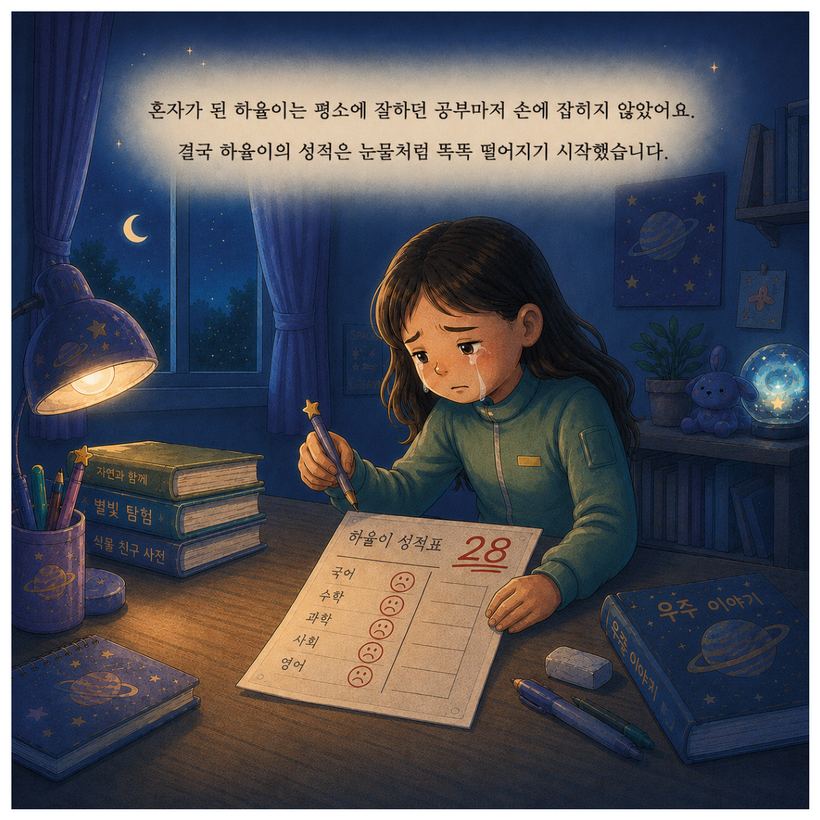 혼자가 된 하율이는 평소에 잘하던 공부마저 손에 잡히지 않았어요.
결국 하율이의 성적은 눈물처럼 똑똑 떨어지기 시작했습니다.
자연과 함께
별빛 탐험
식물 친구 사전
하율이 성적표 28
국어
수학
과학
사회
영어
우주 이야기
우주 이야기